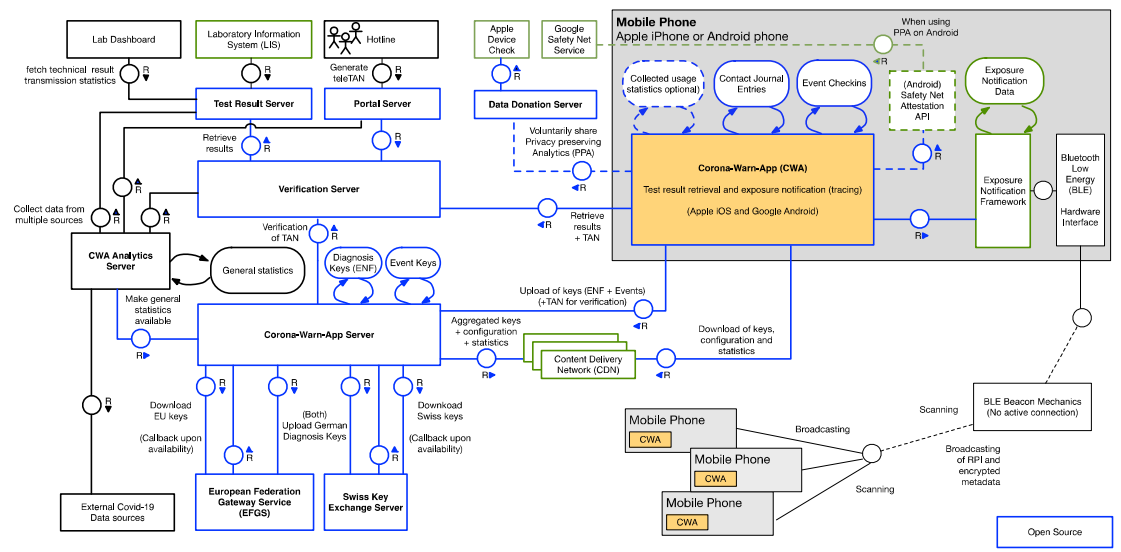 Lab Dashboard
Laboratory Information
System (LIS)
Hotline
Apple
Device
Check
Google
Safety Net
Service
Mobile Phone
Apple iPhone or Android phone
When using
PPA on Android
R
fetch technical result
transmission statistics
R
R
Generate
teleTAN
R
R
Collected usage
statistics optional)
Contact Journal
Entries
Event Checkins
(Android)
Safety Net
Attestation
API
Exposure
Notification
Data
Test Result Server
Portal Server
Data Donation Server
Retrieve
results
R
R
Voluntarily share
Privacy preserving
Analytics (PPA)
R
R
Corona-Warn-App (CWA)
Test result retrieval and exposure notification (tracing)
(Apple iOS and Google Android)
Exposure
Notification
Framework
Bluetooth
Low
Energy
(BLE)
Hardware
Interface
Verification Server
R
Collect data from
multiple sources
R
R
Retrieve
results
+ TAN
R
R
Verification
of TAN
R
CWA Analytics
Server
General statistics
Diagnosis
Keys (ENF)
Event Keys
Make general
statistics
available
R
Upload of keys (ENF + Events)
(+TAN for verification)
R
Corona-Warn-App Server
Aggregated keys
+ configuration
+ statistics
R
Content Delivery
Network (CDN)
R
Download of keys,
configuration and
statistics
R
R
R
R
R
Download
EU keys
(Callback upon
availability)
R
(Both)
Upload German
Diagnosis Keys
R
Downkoad
Swiss keys
(Callback upon
availability)
European Federation
Gateway Service
(EFGS)
Swiss Key
Exchange Server
External Covid-19
Data sources
BLE Beacon Mechanics
(No active connection)
Scanning
Broadcasting
of RPI and
encrypted
metadata
Mobile Phone
CWA
Broadcasting
Mobile Phone
CWA
Scanning
Mobile Phone
CWA
Open Source